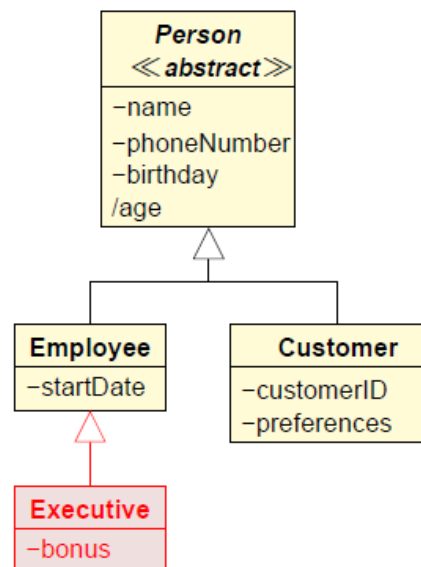 Person
≪abstract≫
−name
−phoneNumber
−birthday
/age
Employee
−startDate
Customer
−customerID
−preferences
Executive
−bonus